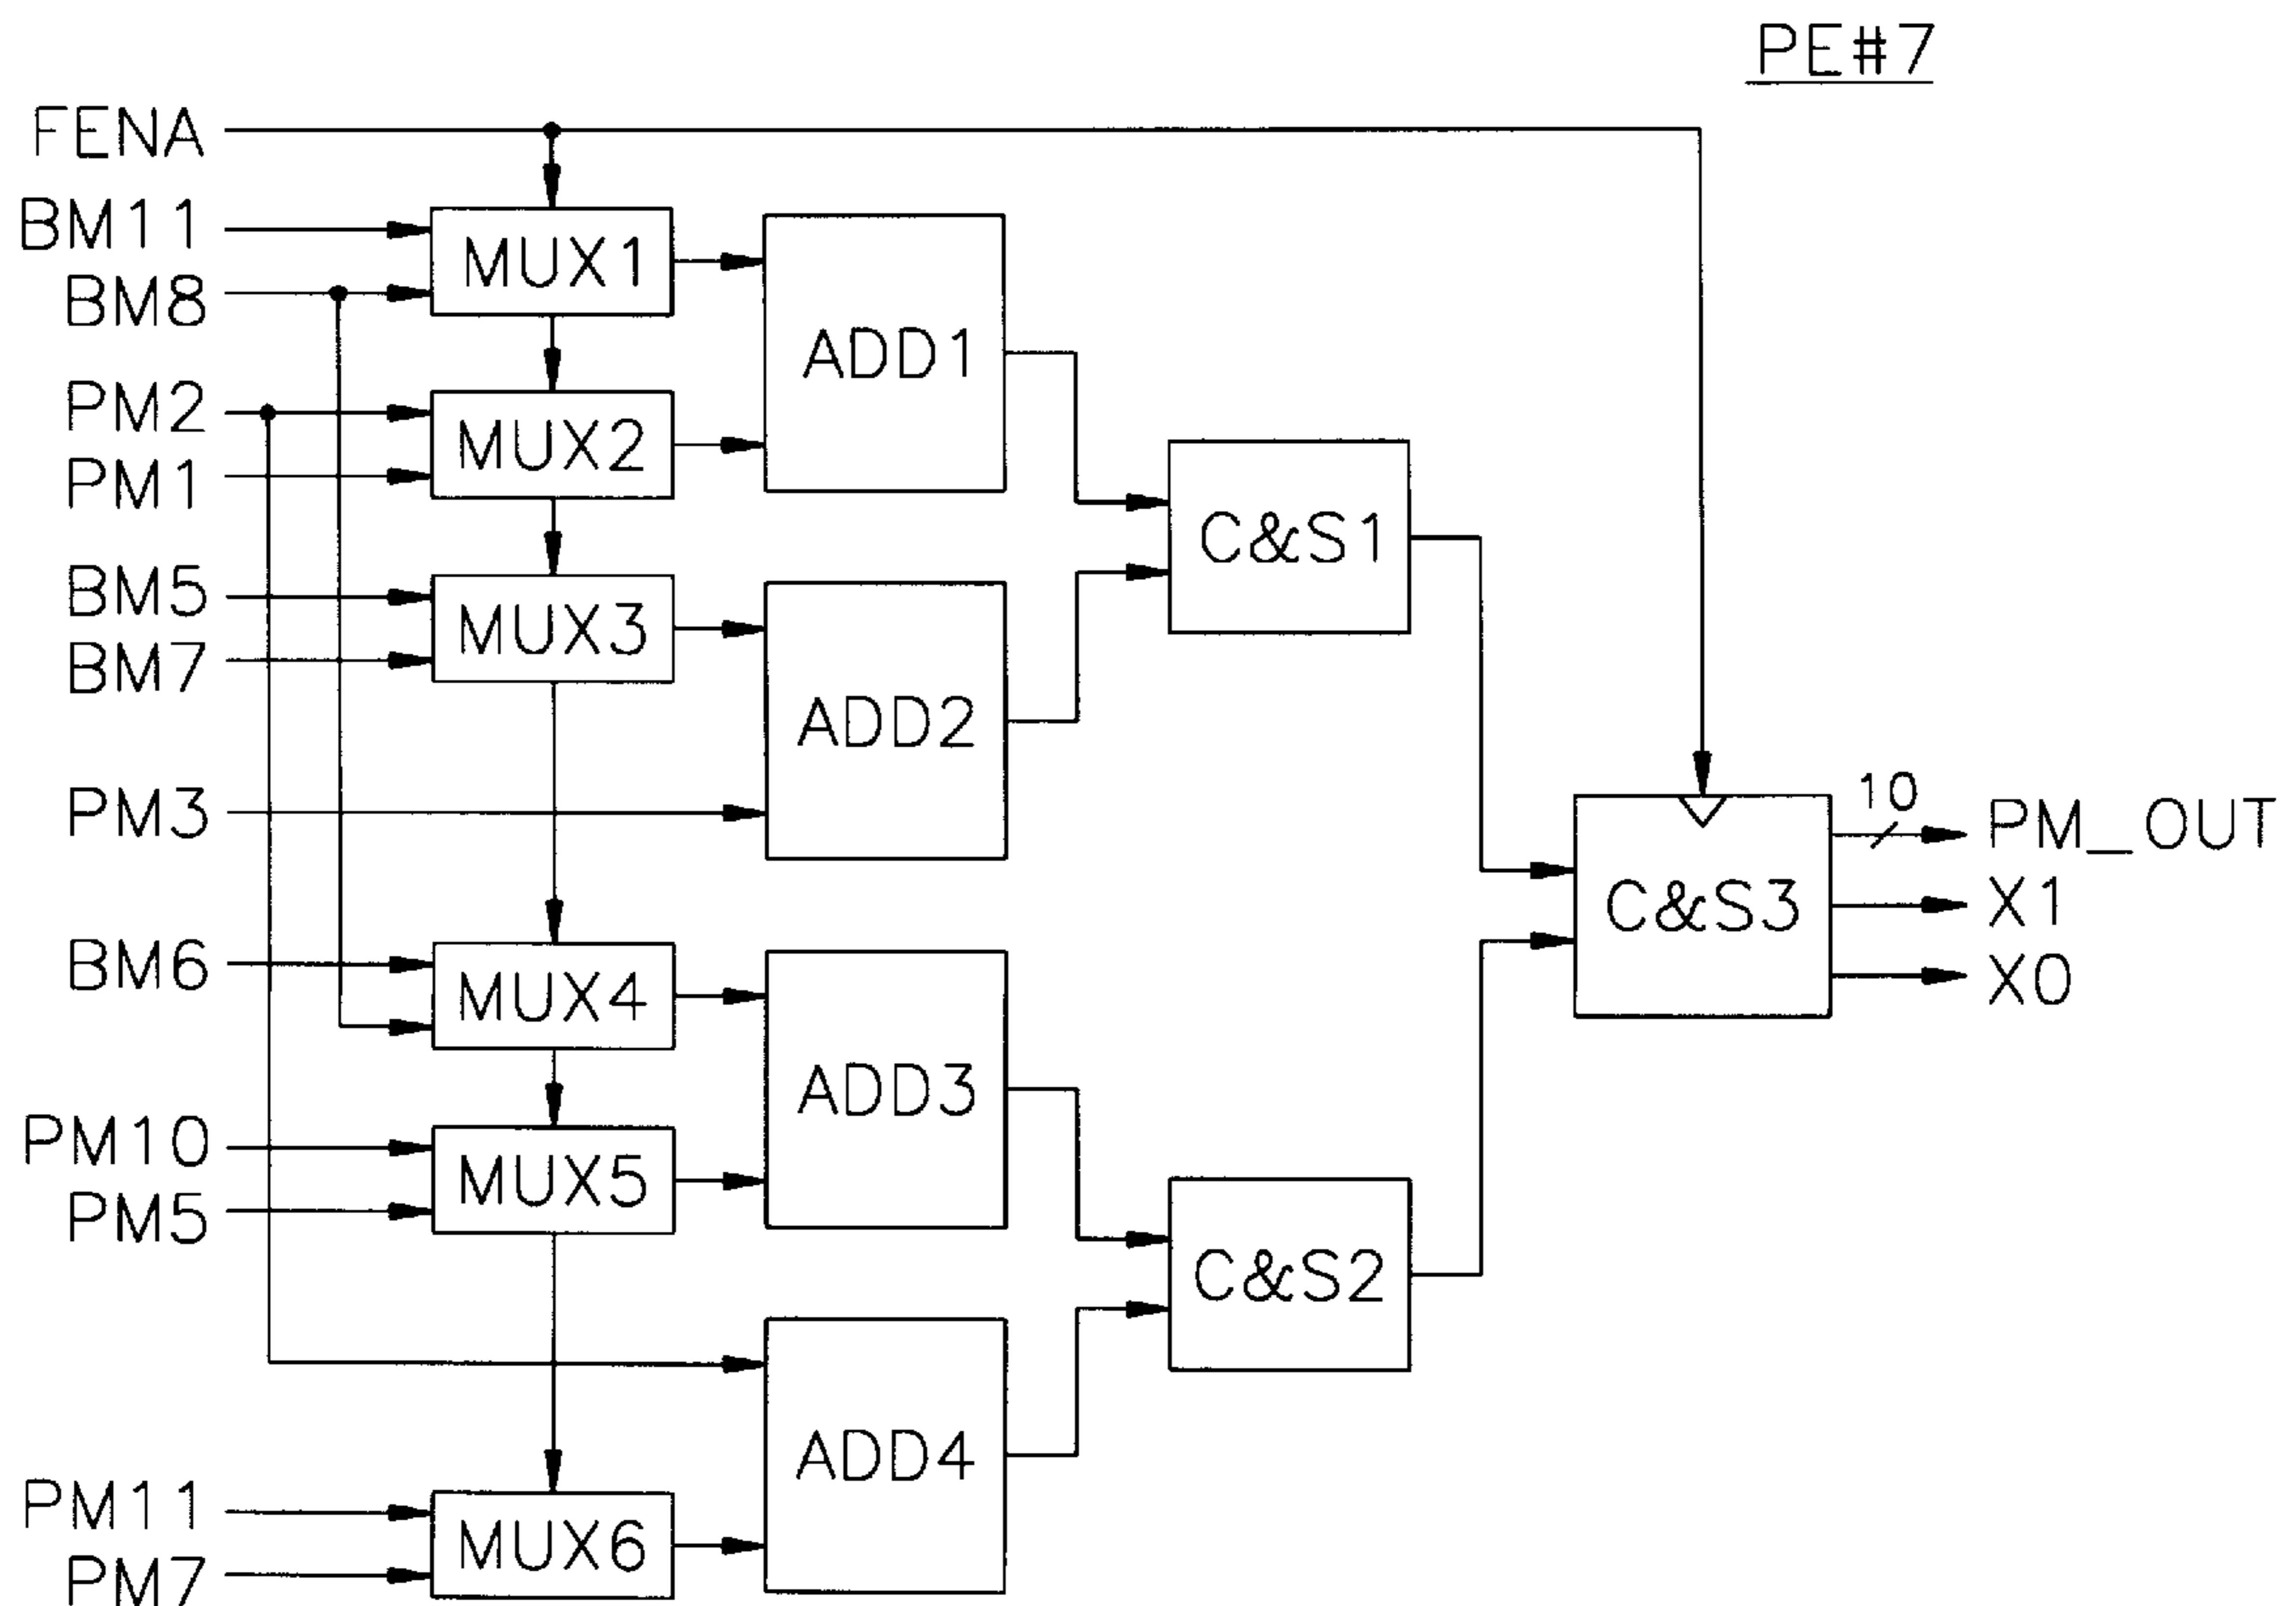 PE#7
FENA
BM11
BM8
MUX1
ADD1
PM2
PM1
MUX2
C&S1
BM5
BM7
MUX3
ADD2
PM3
10
PM_OUT
X1
X0
C&S3
BM6
MUX4
ADD3
PM10
PM5
MUX5
C&S2
ADD4
PM11
PM7
MUX6